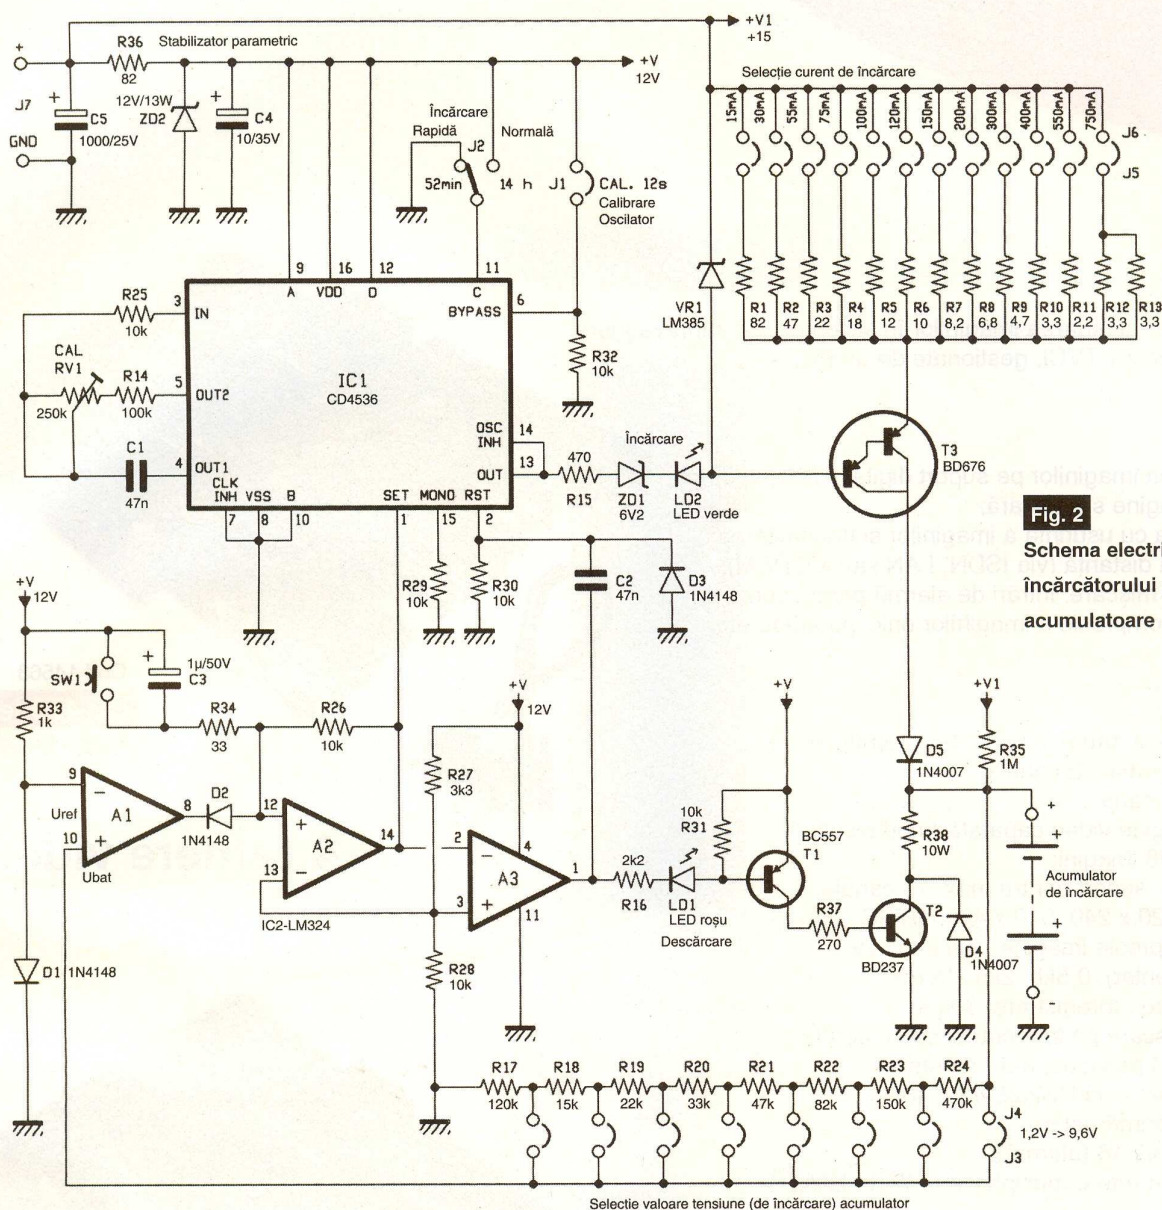 +V1
+15
+
R36
82
Stabilizator parametric
+V
12V
Selecție curent de încărcare
J7
GND
C5
1000/25V
12V/13W
ZD2
C4
10/35V
Încărcare
Rapidă
Normală
J2
52min
14 h
J1
CAL. 12s
Calibrare
Oscilator
15mA
30mA
55mA
75mA
100mA
120mA
150mA
200mA
300mA
400mA
550mA
750mA
J6
J5
9
16
12
11
A
VDD
D
C
BYPASS
6
R25
10k
3
IN
CAL
RV1
250k
R14
100k
5
OUT2
IC1
CD4536
R32
10k
VR1
LM385
R1
82
R2
47
R3
22
R4
18
R5
12
R6
10
R7
8,2
R8
6,8
R9
4,7
R10
3,3
R11
2,2
R12
3,3
R13
3,3
C1
47n
4
OUT1
CLK
INH
VSS
B
OSC
INH
14
OUT
13
SET
MONO
RST
7
8
10
1
15
2
470
R15
Încărcare
ZD1
6V2
LD2
LED verde
T3
BD676
Fig. 2
Schema electri
încărcătorului
acumulatoare
R29
10k
R30
10k
C2
47n
D3
1N4148
+V
12V
SW1
1µ/50V
+
C3
R33
1k
R34
33
R26
10k
+V
12V
R27
3k3
+V
+V1
R35
1M
D5
1N4007
9
Uref
10
Ubat
A1
8
D2
1N4148
12
13
A2
14
IC2-LM324
2
3
4
A3
1
11
10k
R31
2k2
R16
LD1
LED roșu
Descărcare
BC557
T1
R37
270
T2
BD237
R38
10W
D4
1N4007
+
Acumulator
de încărcare
+
-
D1
1N4148
R28
10k
R17
120k
R18
15k
R19
22k
R20
33k
R21
47k
R22
82k
R23
150k
R24
470k
J4
1,2V -> 9,6V
J3
Selectie valoare tensiune (de încărcare) acumulator